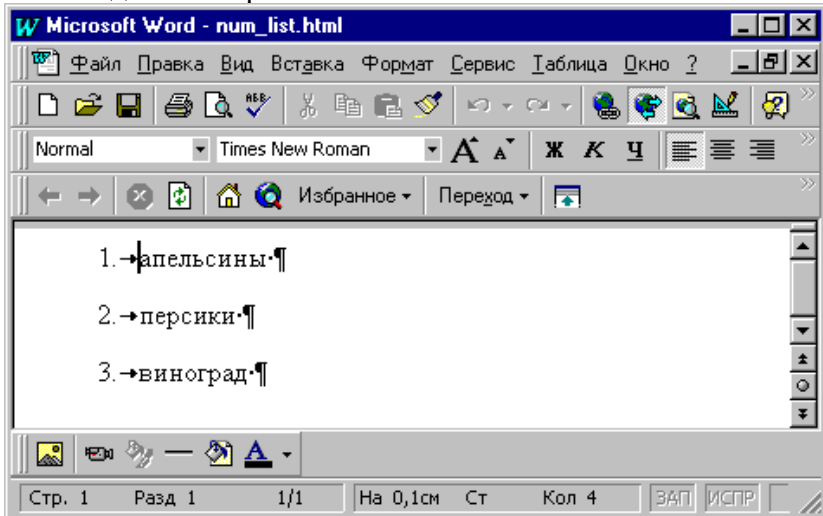 Microsoft Word - num_list.html
Файл Правка Вид Вставка Формат Сервис Таблица Окно ?
Normal Times New Roman A A Ж К Ч
Избранное Переход
1.→апельсины·¶
2.→персики·¶
3.→виноград·¶
A
Стр. 1 Разд 1 1/1 На 0,1см Ст Кол 4 ЗАП ИСПР